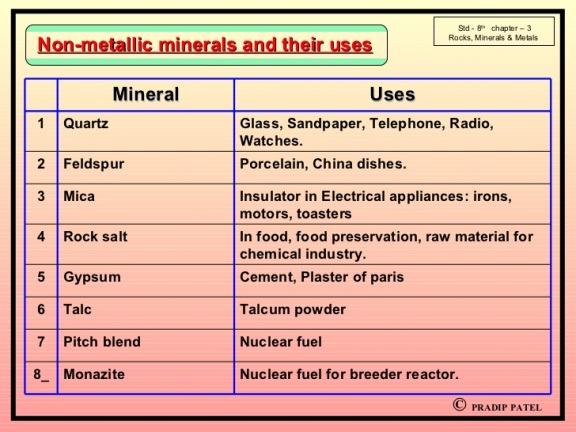 Std - 8th chapter – 3
Rocks, Minerals & Metals
Non-metallic minerals and their uses
Mineral Uses
1 Quartz Glass, Sandpaper, Telephone, Radio,
Watches.
2 Feldspur Porcelain, China dishes.
3 Mica Insulator in Electrical appliances: irons,
motors, toasters
4 Rock salt In food, food preservation, raw material for
chemical industry.
5 Gypsum Cement, Plaster of paris
6 Talc Talcum powder
7 Pitch blend Nuclear fuel
8_ Monazite Nuclear fuel for breeder reactor.
© PRADIP PATEL